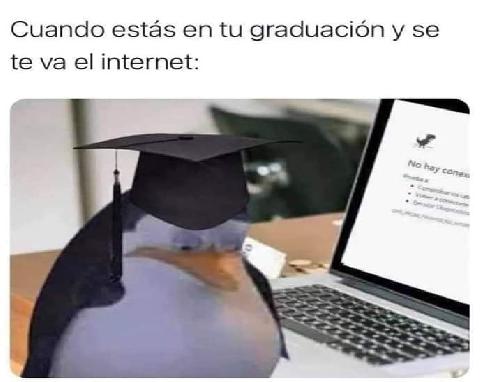 Cuando estás en tu graduación y se
te va el internet:
No hay conex